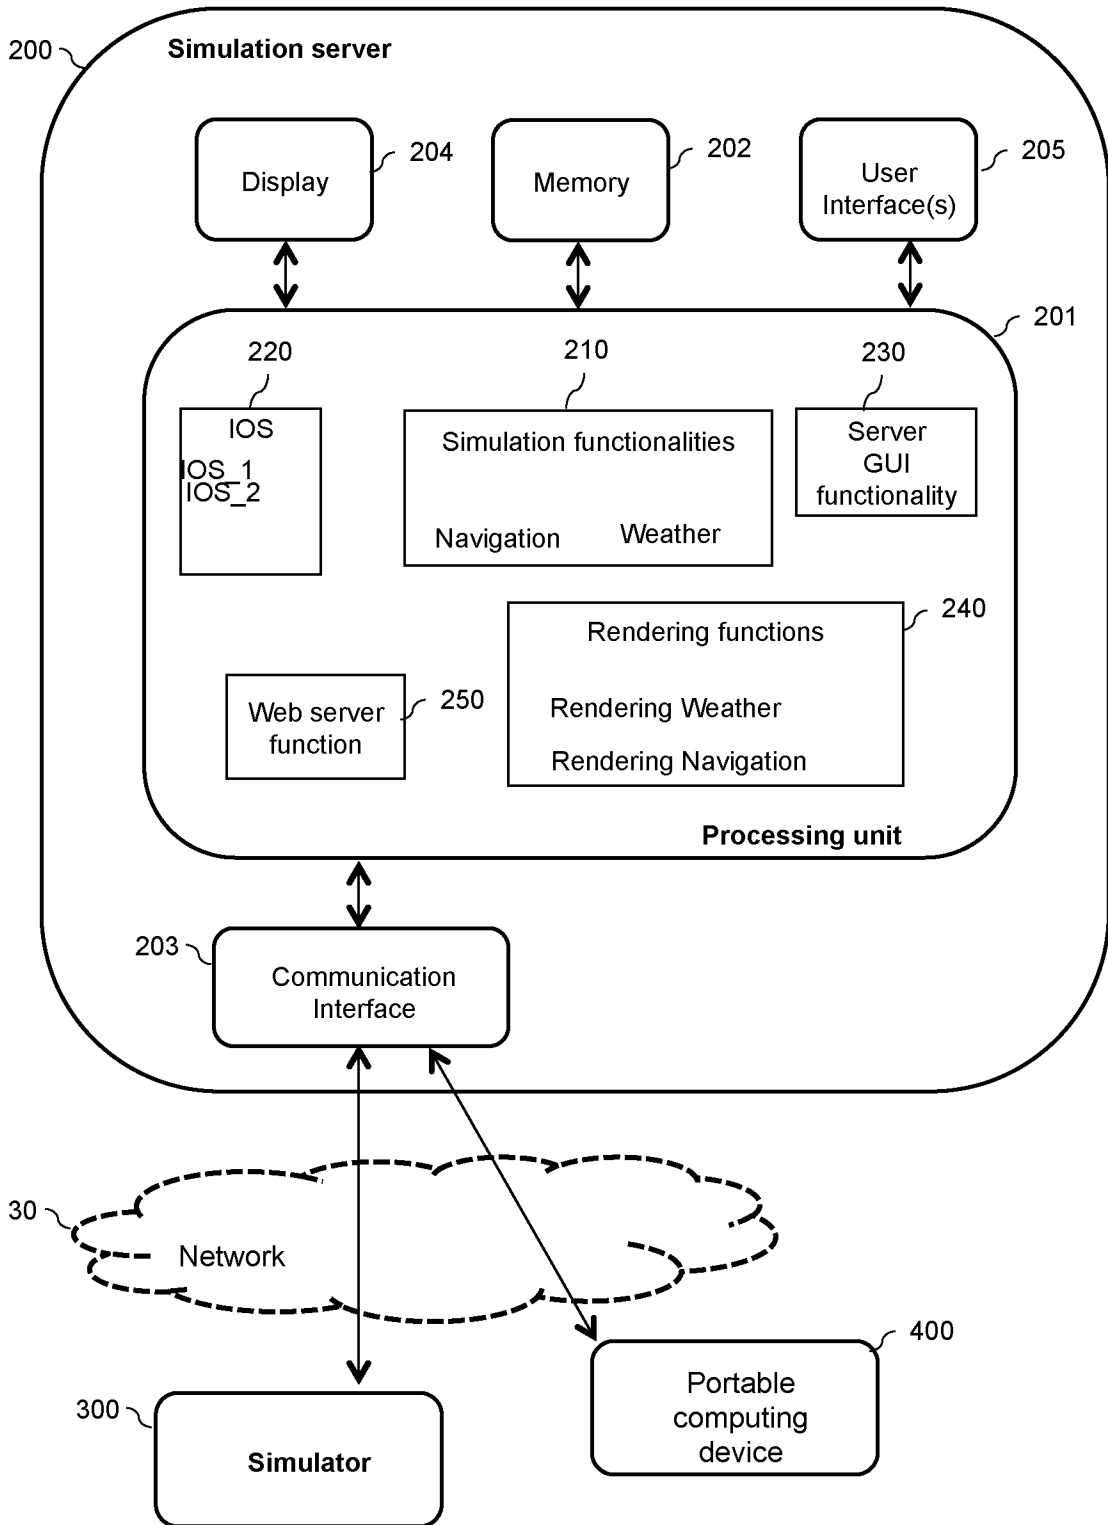 200
Simulation server
204
202
205
Display
Memory
User
Interface(s)
201
220
210
230
IOS
IOS_1
IOS_2
Simulation functionalities
Navigation
Weather
Server
GUI
functionality
240
Rendering functions
Rendering Weather
Rendering Navigation
250
Web server
function
Processing unit
203
Communication
Interface
30
Network
400
Portable
computing
device
300
Simulator